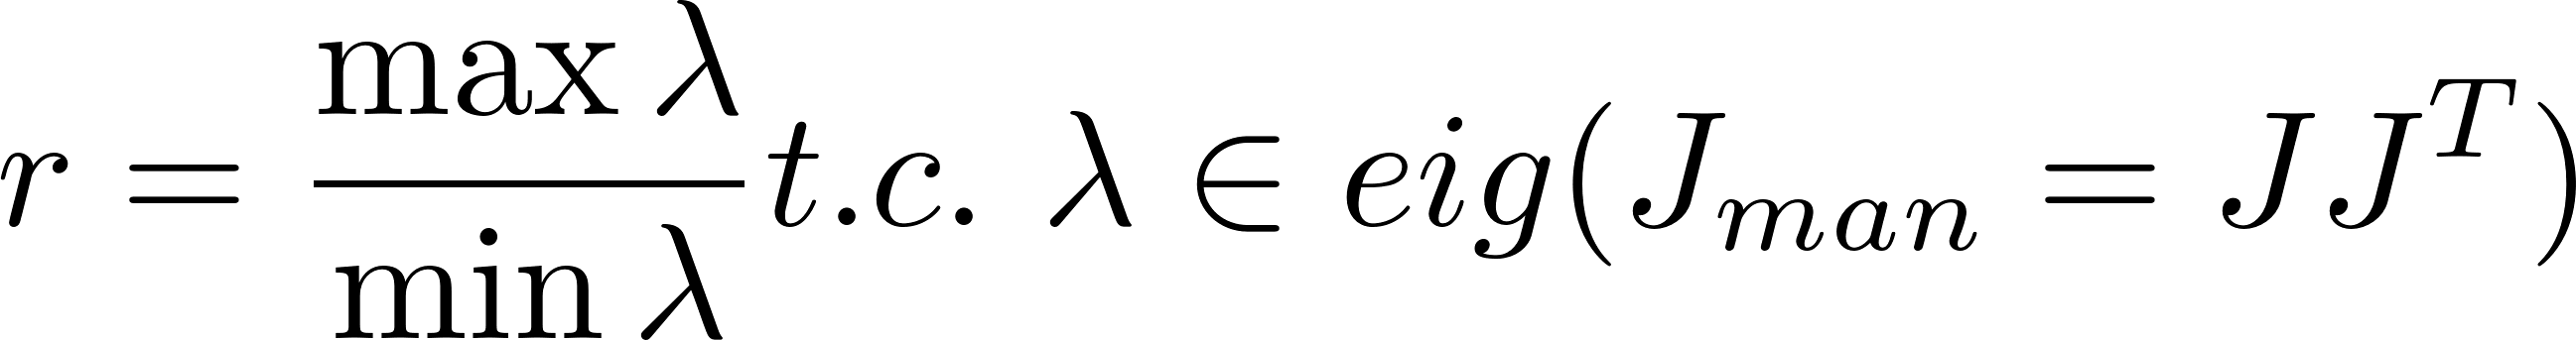 r = \frac{\max \lambda}{\min \lambda} t.c. \lambda \in eig(J_{man} = JJ^T)